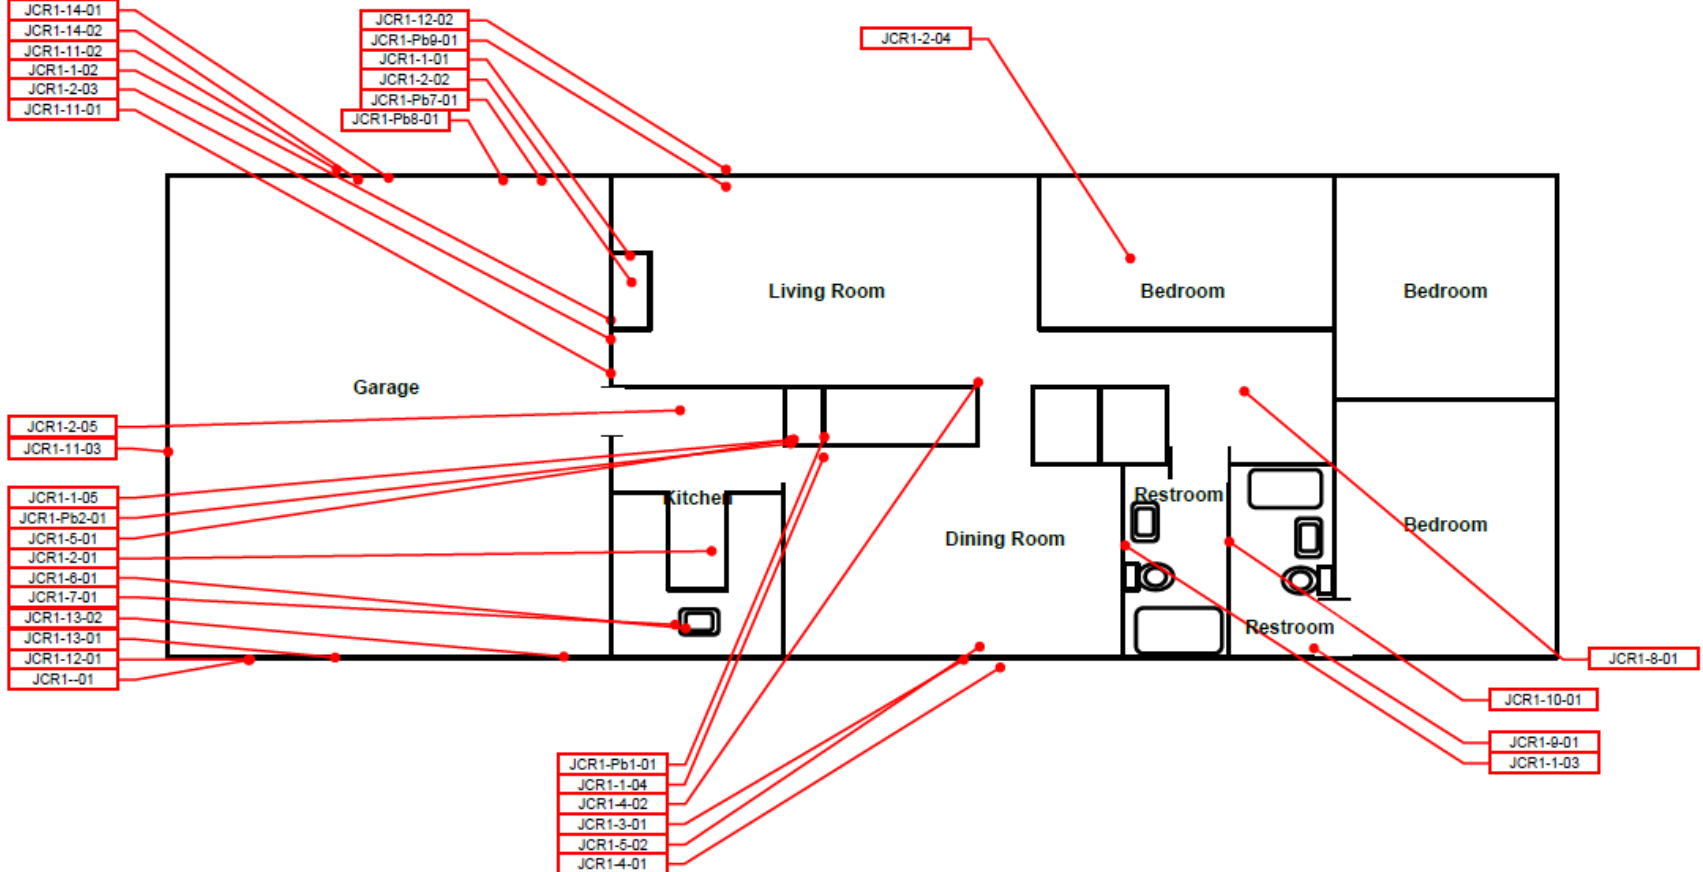 JCR1-14-01
JCR1-14-02
JCR1-11-02
JCR1-1-02
JCR1-2-03
JCR1-11-01
JCR1-12-02
JCR1-Pb9-01
JCR1-1-01
JCR1-2-02
JCR1-Pb7-01
JCR1-Pb8-01
JCR1-2-04
Living Room
Bedroom
Bedroom
Garage
JCR1-2-05
JCR1-11-03
JCR1-1-05
JCR1-Pb2-01
JCR1-5-01
JCR1-2-01
JCR1-6-01
JCR1-7-01
JCR1-13-02
JCR1-13-01
JCR1-12-01
JCR1--01
Kitchen
Dining Room
Restroom
Bedroom
Restroom
JCR1-8-01
JCR1-10-01
JCR1-9-01
JCR1-1-03
JCR1-Pb1-01
JCR1-1-04
JCR1-4-02
JCR1-3-01
JCR1-5-02
JCR1-4-01